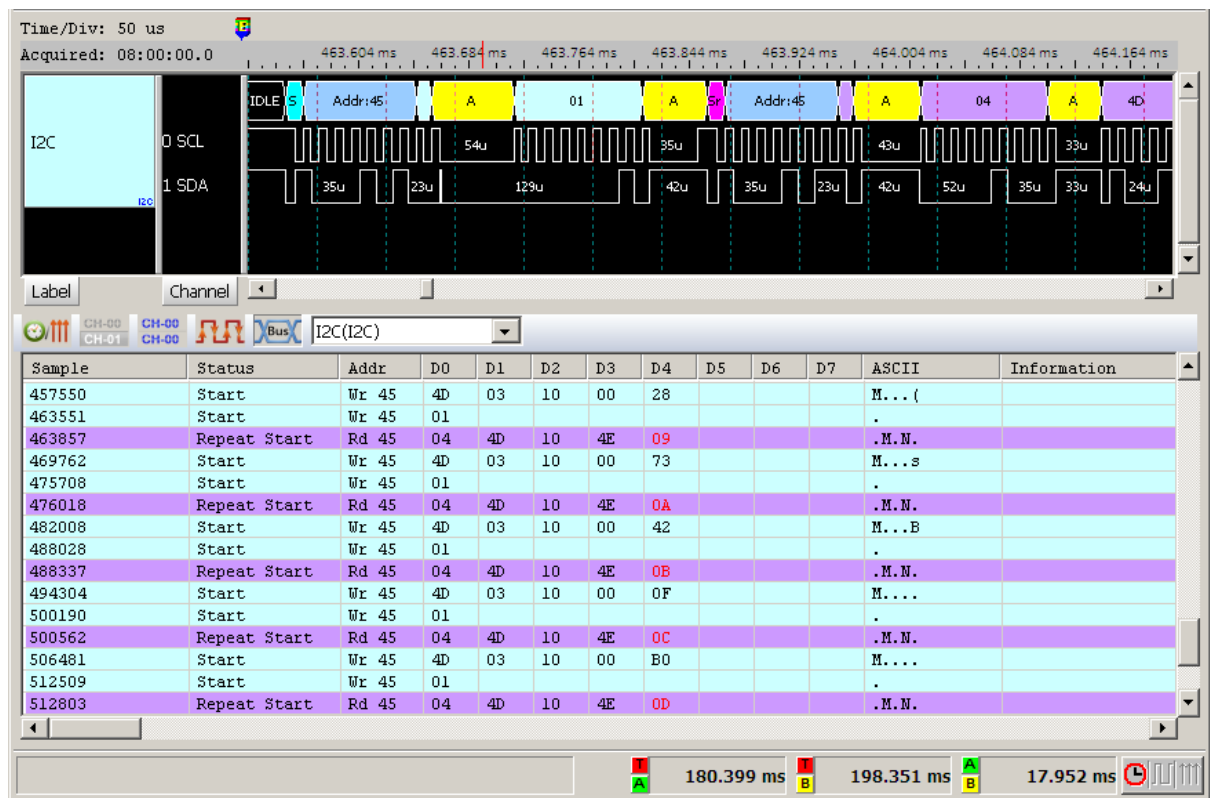 Time/Div: 50 us
Acquired: 08:00:00.0 463.604 ms 463.684 ms 463.764 ms 463.844 ms 463.924 ms 464.004 ms 464.084 ms 464.164 ms
IDLE S Addr:45 A 01 A Sr Addr:45 A 04 A 4D
I2C 0 SCL 54u 35u 43u 33u
1 SDA 35u 23u 129u 42u 35u 23u 42u 52u 35u 33u 24u
I2C
Label Channel
CH-00 CH-00 Bus I2C(I2C)
CH-01 CH-00
Sample Status Addr D0 D1 D2 D3 D4 D5 D6 D7 ASCII Information
457550 Start Wr 45 4D 03 10 00 28 M...(
463551 Start Wr 45 01 .
463857 Repeat Start Rd 45 04 4D 10 4E 09 .M.N.
469762 Start Wr 45 4D 03 10 00 73 M...s
475708 Start Wr 45 01 .
476018 Repeat Start Rd 45 04 4D 10 4E 0A .M.N.
482008 Start Wr 45 4D 03 10 00 42 M...B
488028 Start Wr 45 01 .
488337 Repeat Start Rd 45 04 4D 10 4E 0B .M.N.
494304 Start Wr 45 4D 03 10 00 0F M....
500190 Start Wr 45 01 .
500562 Repeat Start Rd 45 04 4D 10 4E 0C .M.N.
506481 Start Wr 45 4D 03 10 00 B0 M....
512509 Start Wr 45 01 .
512803 Repeat Start Rd 45 04 4D 10 4E 0D .M.N.
T A 180.399 ms T B 198.351 ms A B 17.952 ms